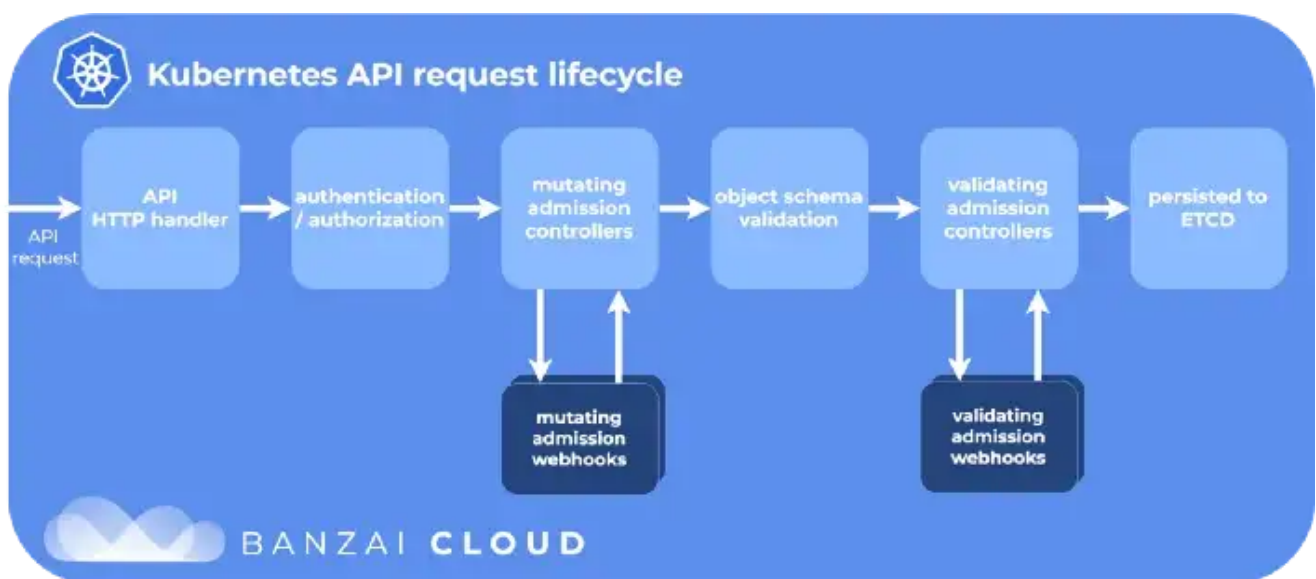 Kubernetes API request lifecycle
API
request
API
HTTP handler
authentication
/ authorization
mutating
admission
controllers
object schema
validation
validating
admission
controllers
persisted to
ETCD
mutating
admission
webhooks
validating
admission
webhooks
BANZAI CLOUD